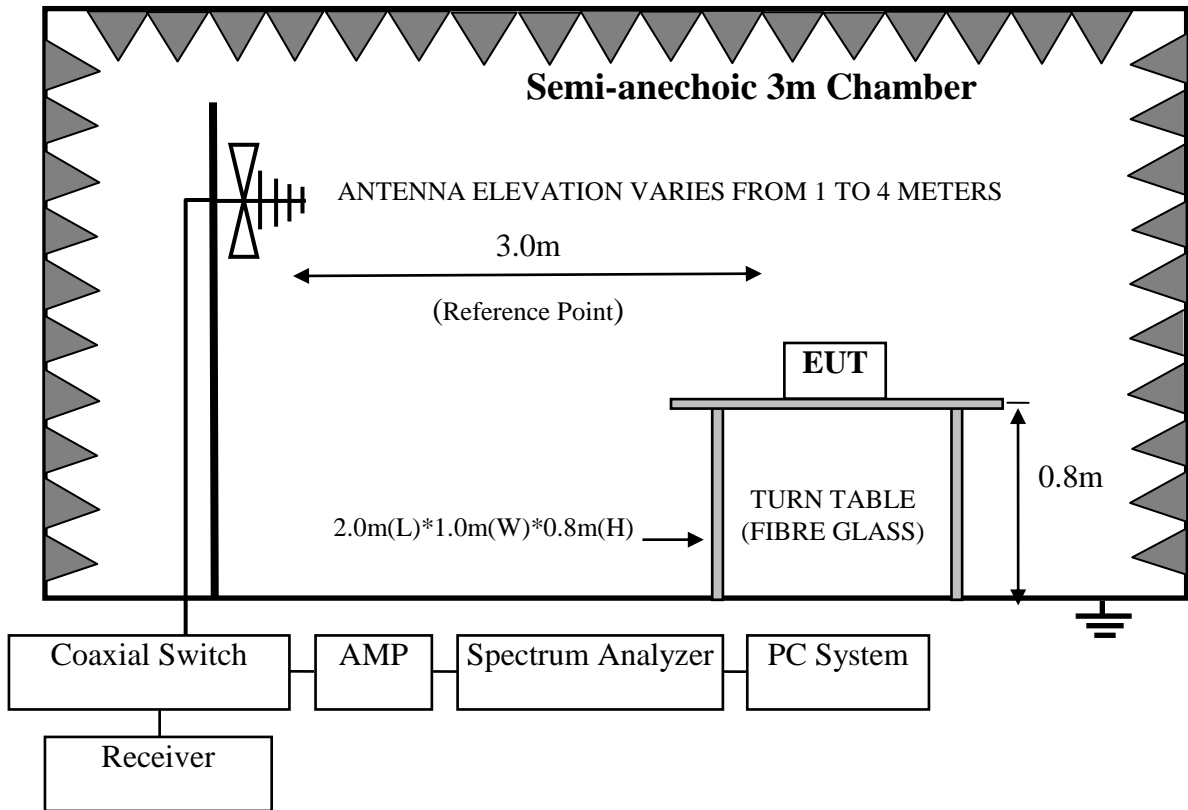 Semi-anechoic 3m Chamber
ANTENNA ELEVATION VARIES FROM 1 TO 4 METERS
3.0m
(Reference Point)
EUT
0.8m
TURN TABLE
(FIBRE GLASS)
2.0m(L)*1.0m(W)*0.8m(H)
Coaxial Switch
AMP
Spectrum Analyzer
PC System
Receiver